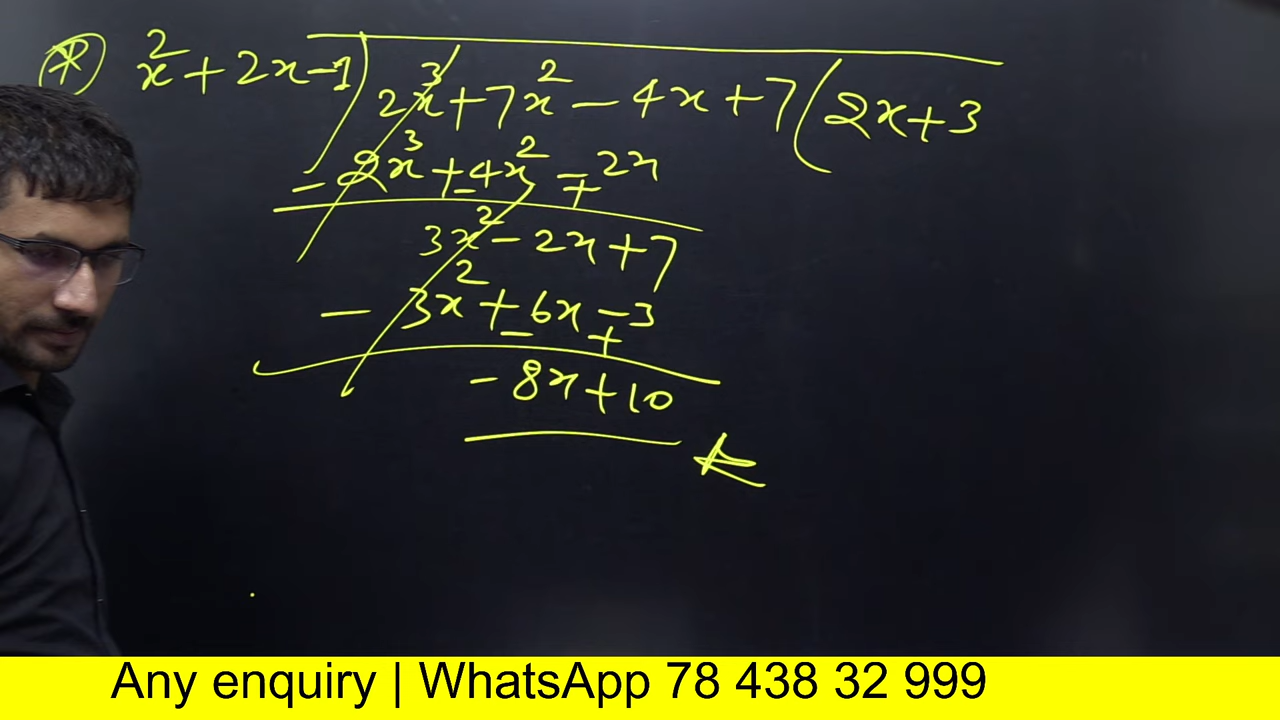 * x²+2x-1)2x³+7x²-4x+7(2x+3
-2x³+4x²-2x
- +
3x²-2x+7
-3x²+6x-3
- +
-8x+10
Any enquiry | WhatsApp 78 438 32 999